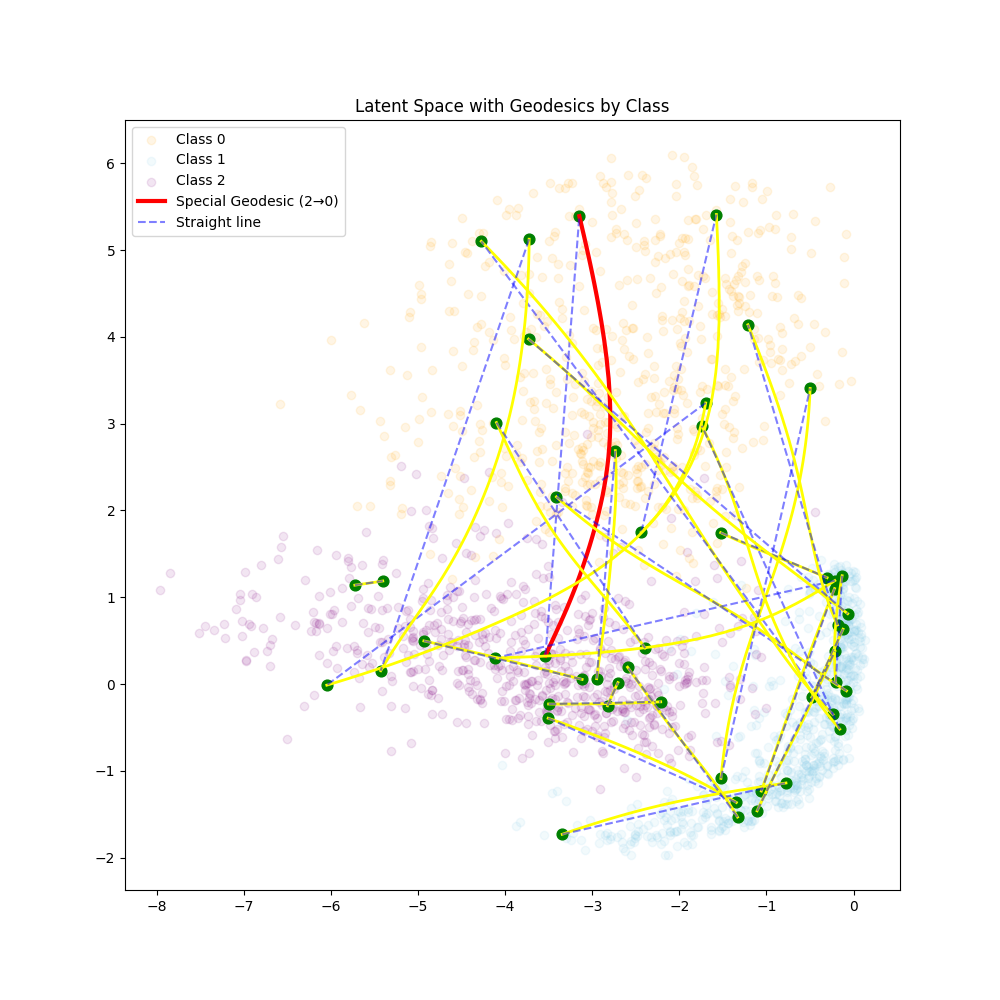 Latent Space with Geodesics by Class
Class 0
Class 1
Class 2
Special Geodesic (2→0)
Straight line
6
5
4
3
2
1
0
−1
−2
−8 −7 −6 −5 −4 −3 −2 −1 0